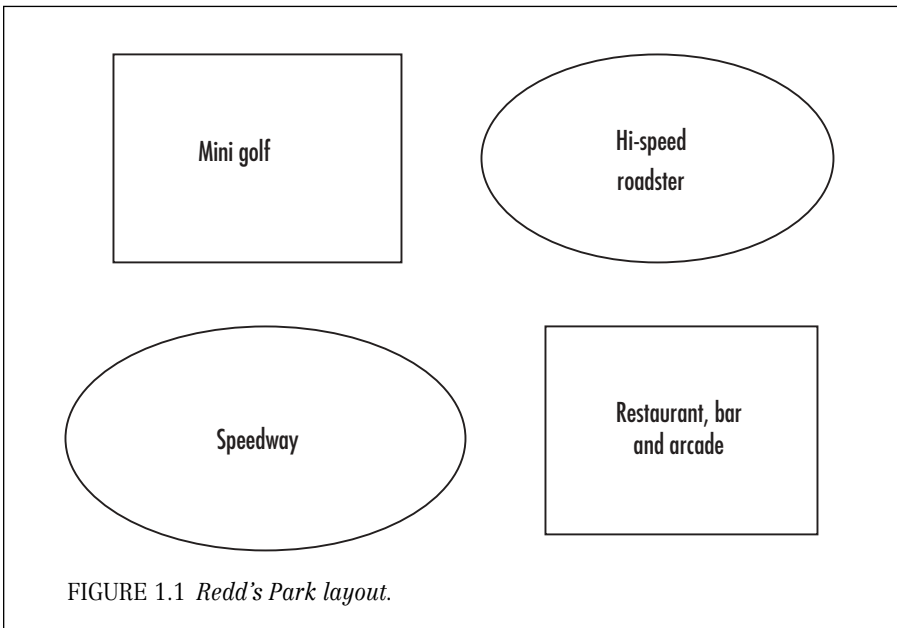 Mini golf
Hi-speed
roadster
Speedway
Restaurant, bar
and arcade
FIGURE 1.1 Redd's Park layout.